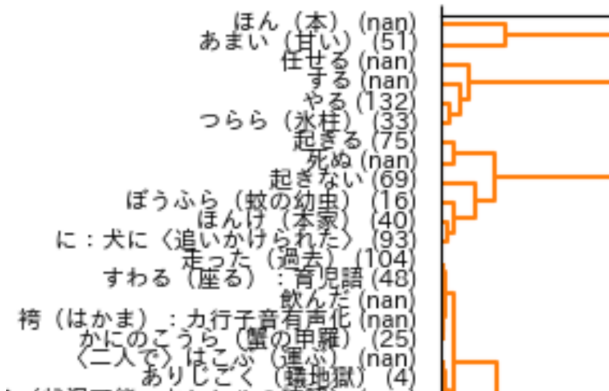 ほん（本）(nan)
あまい（甘い）(51)
任せる (nan)
する (nan)
やる (132)
つらら（氷柱）(33)
起きる (75)
死ぬ (nan)
起きない (69)
ぼうふら（蚊の幼虫）(16)
ほんけ（本家）(40)
に：犬に〈追いかけられた〉(93)
走った（過去）(104)
すわる（座る）：育児語 (48)
飲んだ (nan)
袴（はかま）：カ行子音有声化 (nan)
かにのこうら（蟹の甲羅）(25)
〈二人で〉はこぶ（運ぶ）(nan)
ありじごく（蟻地獄）(4)